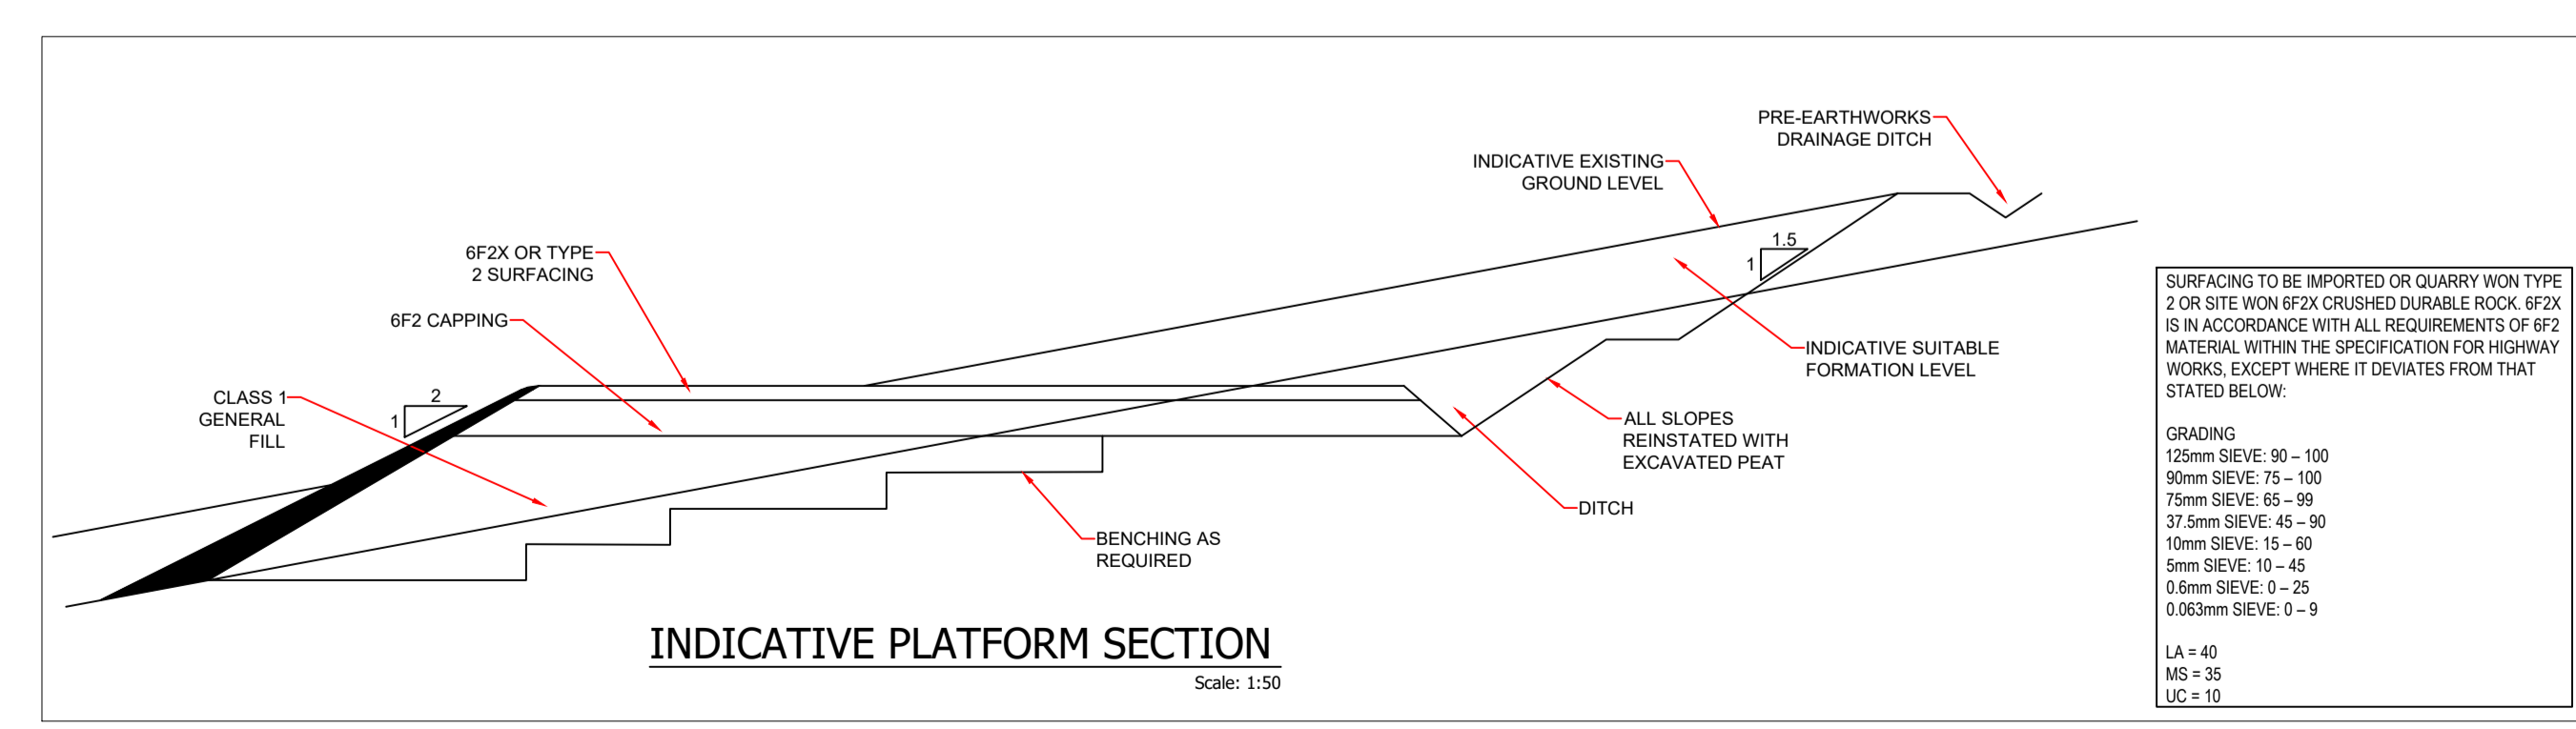 PRE-EARTHWORKS
DRAINAGE DITCH
INDICATIVE EXISTING
GROUND LEVEL
1.5
1
6F2X OR TYPE
2 SURFACING
6F2 CAPPING
CLASS 1
GENERAL
FILL
2
1
INDICATIVE SUITABLE
FORMATION LEVEL
ALL SLOPES
REINSTATED WITH
EXCAVATED PEAT
DITCH
BENCHING AS
REQUIRED
INDICATIVE PLATFORM SECTION
Scale: 1:50
SURFACING TO BE IMPORTED OR QUARRY WON TYPE
2 OR SITE WON 6F2X CRUSHED DURABLE ROCK. 6F2X
IS IN ACCORDANCE WITH ALL REQUIREMENTS OF 6F2
MATERIAL WITHIN THE SPECIFICATION FOR HIGHWAY
WORKS, EXCEPT WHERE IT DEVIATES FROM THAT
STATED BELOW:
GRADING
125mm SIEVE: 90 – 100
90mm SIEVE: 75 – 100
75mm SIEVE: 65 – 99
37.5mm SIEVE: 45 – 90
10mm SIEVE: 15 – 60
5mm SIEVE: 10 – 45
0.6mm SIEVE: 0 – 25
0.063mm SIEVE: 0 – 9
LA = 40
MS = 35
UC = 10